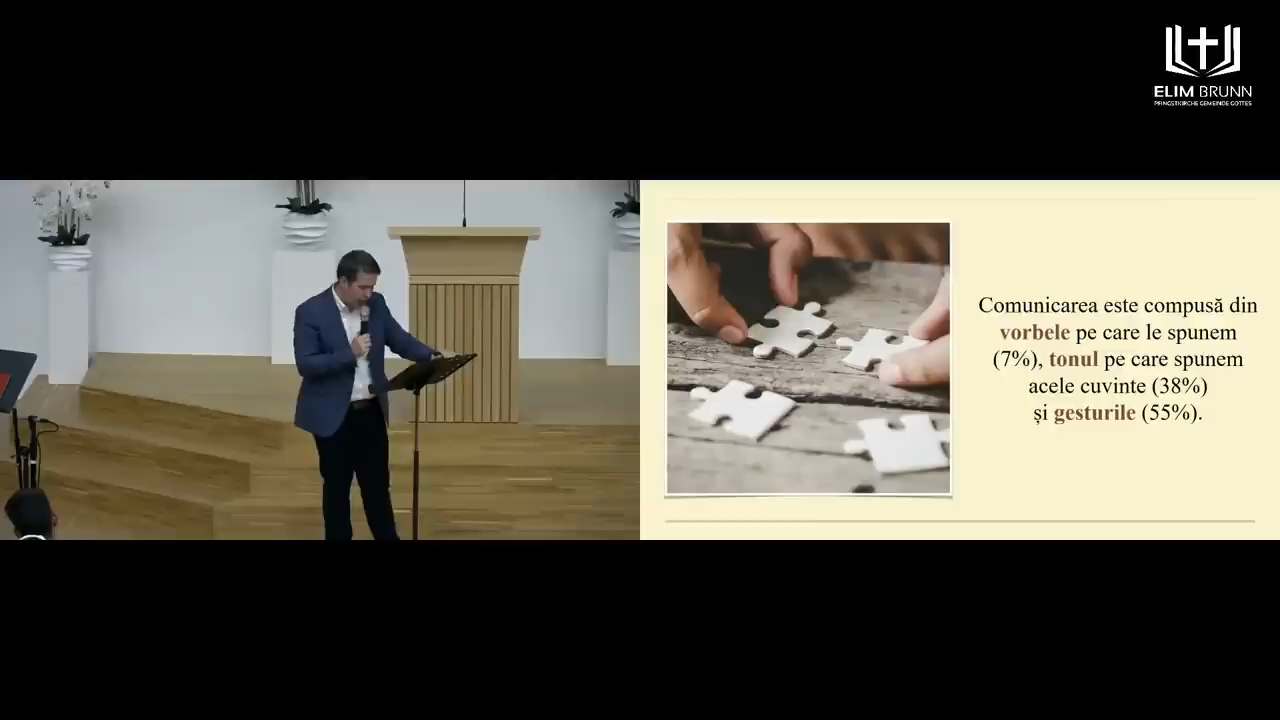 ELIM BRUNN
PFINGSTKIRCHE GEMEINDE GOTTES
Comunicarea este compusă din
vorbele pe care le spunem
(7%), tonul pe care spunem
acele cuvinte (38%)
și gesturile (55%).